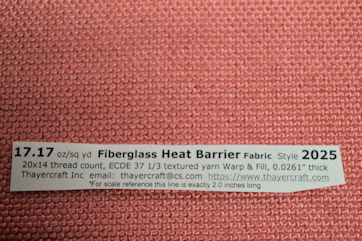 17.17 oz/sq yd Fiberglass Heat Barrier Fabric Style 2025
20x14 thread count, ECDE 37 1/3 textured yarn Warp & Fill, 0.0261" thick
Thayercraft Inc email: thayercraft@cs.com https://www.thayercraft.com
*For scale reference this line is exactly 2.0 inches long